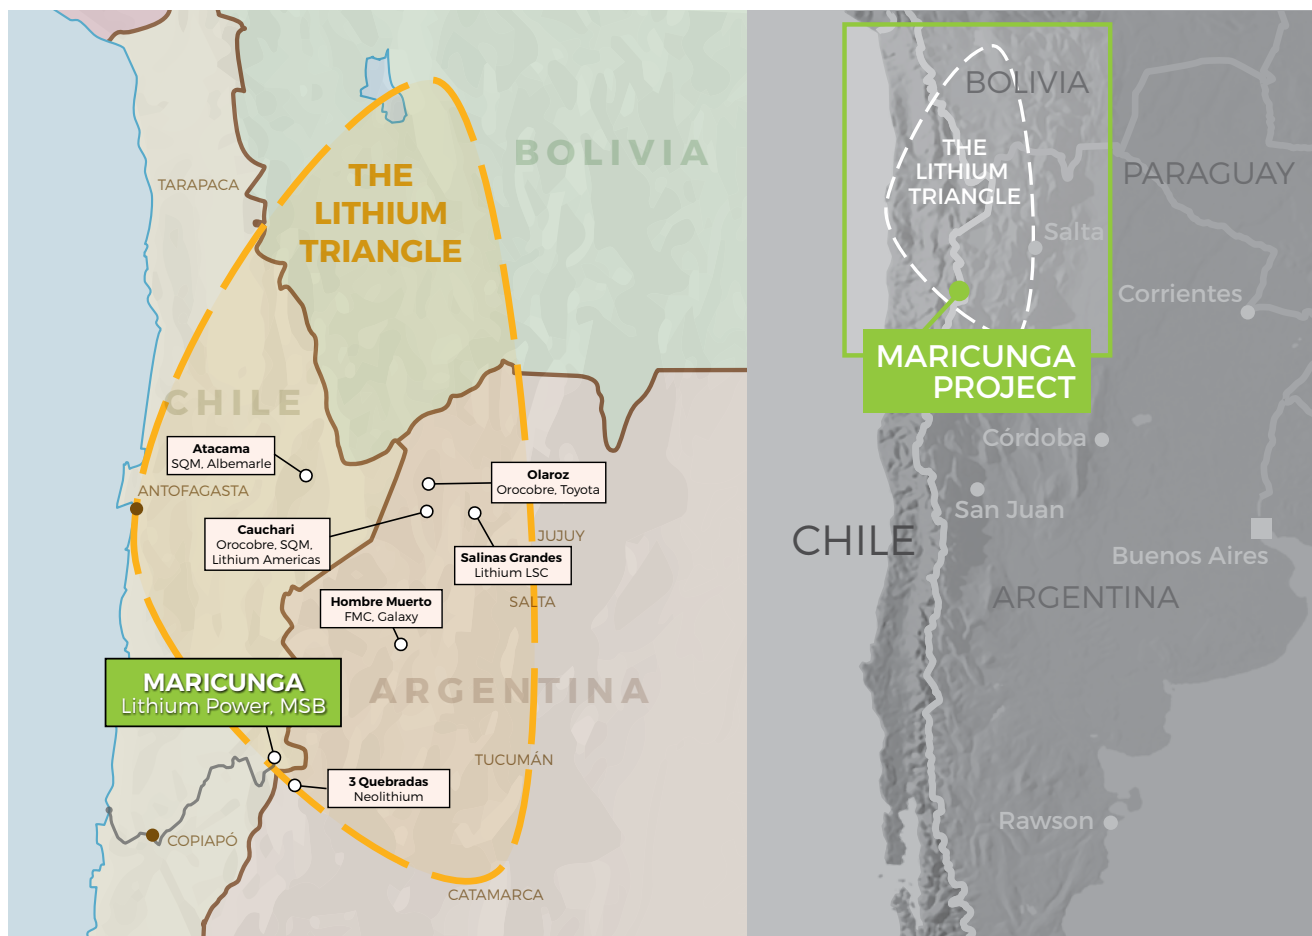 BOLIVIA
TARAPACA
THE
LITHIUM
TRIANGLE
CHILE
Atacama
SQM, Albemarle
ANTOFAGASTA
Olaroz
Orocobre, Toyota
Cauchari
Orocobre, SQM,
Lithium Americas
JUJUY
Salinas Grandes
Lithium LSC
Hombre Muerto
FMC, Galaxy
SALTA
MARICUNGA
Lithium Power, MSB
ARGENTINA
TUCUMÁN
3 Quebradas
Neolithium
COPIAPÓ
CATAMARCA
BOLIVIA
THE
LITHIUM
TRIANGLE
PARAGUAY
Salta
Corrientes
MARICUNGA
PROJECT
Córdoba
San Juan
CHILE
Buenos Aires
ARGENTINA
Rawson